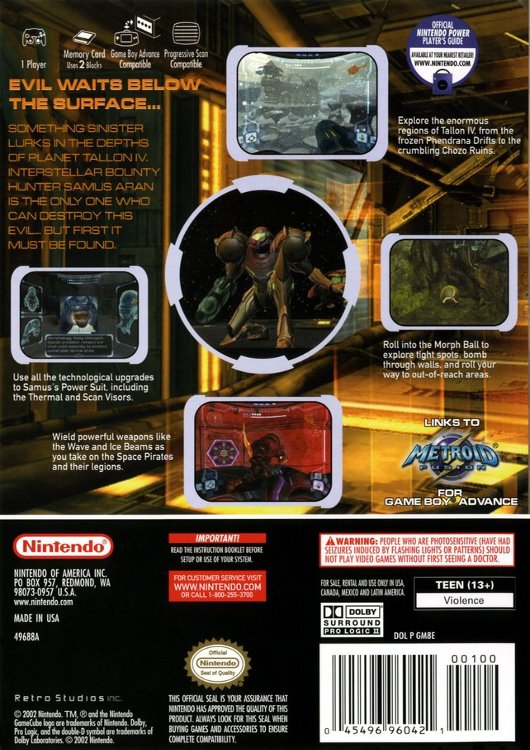 1 Player
Memory Card
Uses 2 Blocks
Game Boy Advance
Compatible
Progressive Scan
Compatible
OFFICIAL
NINTENDO POWER
PLAYER'S GUIDE
AVAILABLE AT YOUR NEAREST RETAILER!
WWW.NINTENDO.COM
EVIL WAITS BELOW
THE SURFACE...
SOMETHING SINISTER
LURKS IN THE DEPTHS
OF PLANET TALLON IV.
INTERSTELLAR BOUNTY
HUNTER SAMUS ARAN
IS THE ONLY ONE WHO
CAN DESTROY THIS
EVIL... BUT FIRST IT
MUST BE FOUND.
Explore the enormous
regions of Tallon IV, from the
frozen Phendrana Drifts to the
crumbling Chozo Ruins.
Roll into the Morph Ball to
explore tight spots, bomb
through walls, and roll your
way to out-of-reach areas.
Use all the technological upgrades
to Samus's Power Suit, including
the Thermal and Scan Visors.
Wield powerful weapons like
the Wave and Ice Beams as
you take on the Space Pirates
and their legions.
LINKS TO
METROID®
FUSION
FOR
GAME BOY ADVANCE
Nintendo®
NINTENDO OF AMERICA INC.
PO BOX 957, REDMOND, WA
98073-0957 U.S.A.
www.nintendo.com
MADE IN USA
49688A
Retro Studios INC.
© 2002 Nintendo. TM, ® and the Nintendo
GameCube logo are trademarks of Nintendo. Dolby,
Pro Logic, and the double-D symbol are trademarks
of Dolby Laboratories. © 2002 Nintendo.
IMPORTANT!
READ THE INSTRUCTION BOOKLET BEFORE
SETUP OR USE OF YOUR SYSTEM.
FOR CUSTOMER SERVICE VISIT
WWW.NINTENDO.COM
OR CALL 1-800-255-3700
Official
Nintendo
Seal of Quality
THIS OFFICIAL SEAL IS YOUR ASSURANCE THAT
NINTENDO HAS APPROVED THE QUALITY OF THIS
PRODUCT. ALWAYS LOOK FOR THIS SEAL WHEN
BUYING GAMES AND ACCESSORIES TO ENSURE
COMPLETE COMPATIBILITY.
WARNING: PEOPLE WHO ARE PHOTOSENSITIVE (HAVE HAD
SEIZURES INDUCED BY FLASHING LIGHTS OR PATTERNS) SHOULD
NOT PLAY VIDEO GAMES WITHOUT FIRST SEEING A DOCTOR.
FOR SALE, RENTAL AND USE ONLY IN USA,
CANADA, MEXICO AND LATIN AMERICA.
TEEN (13+)
Violence
DOLBY
SURROUND
PRO LOGIC II
DOL P GM8E
00100
0 45496 96042 1